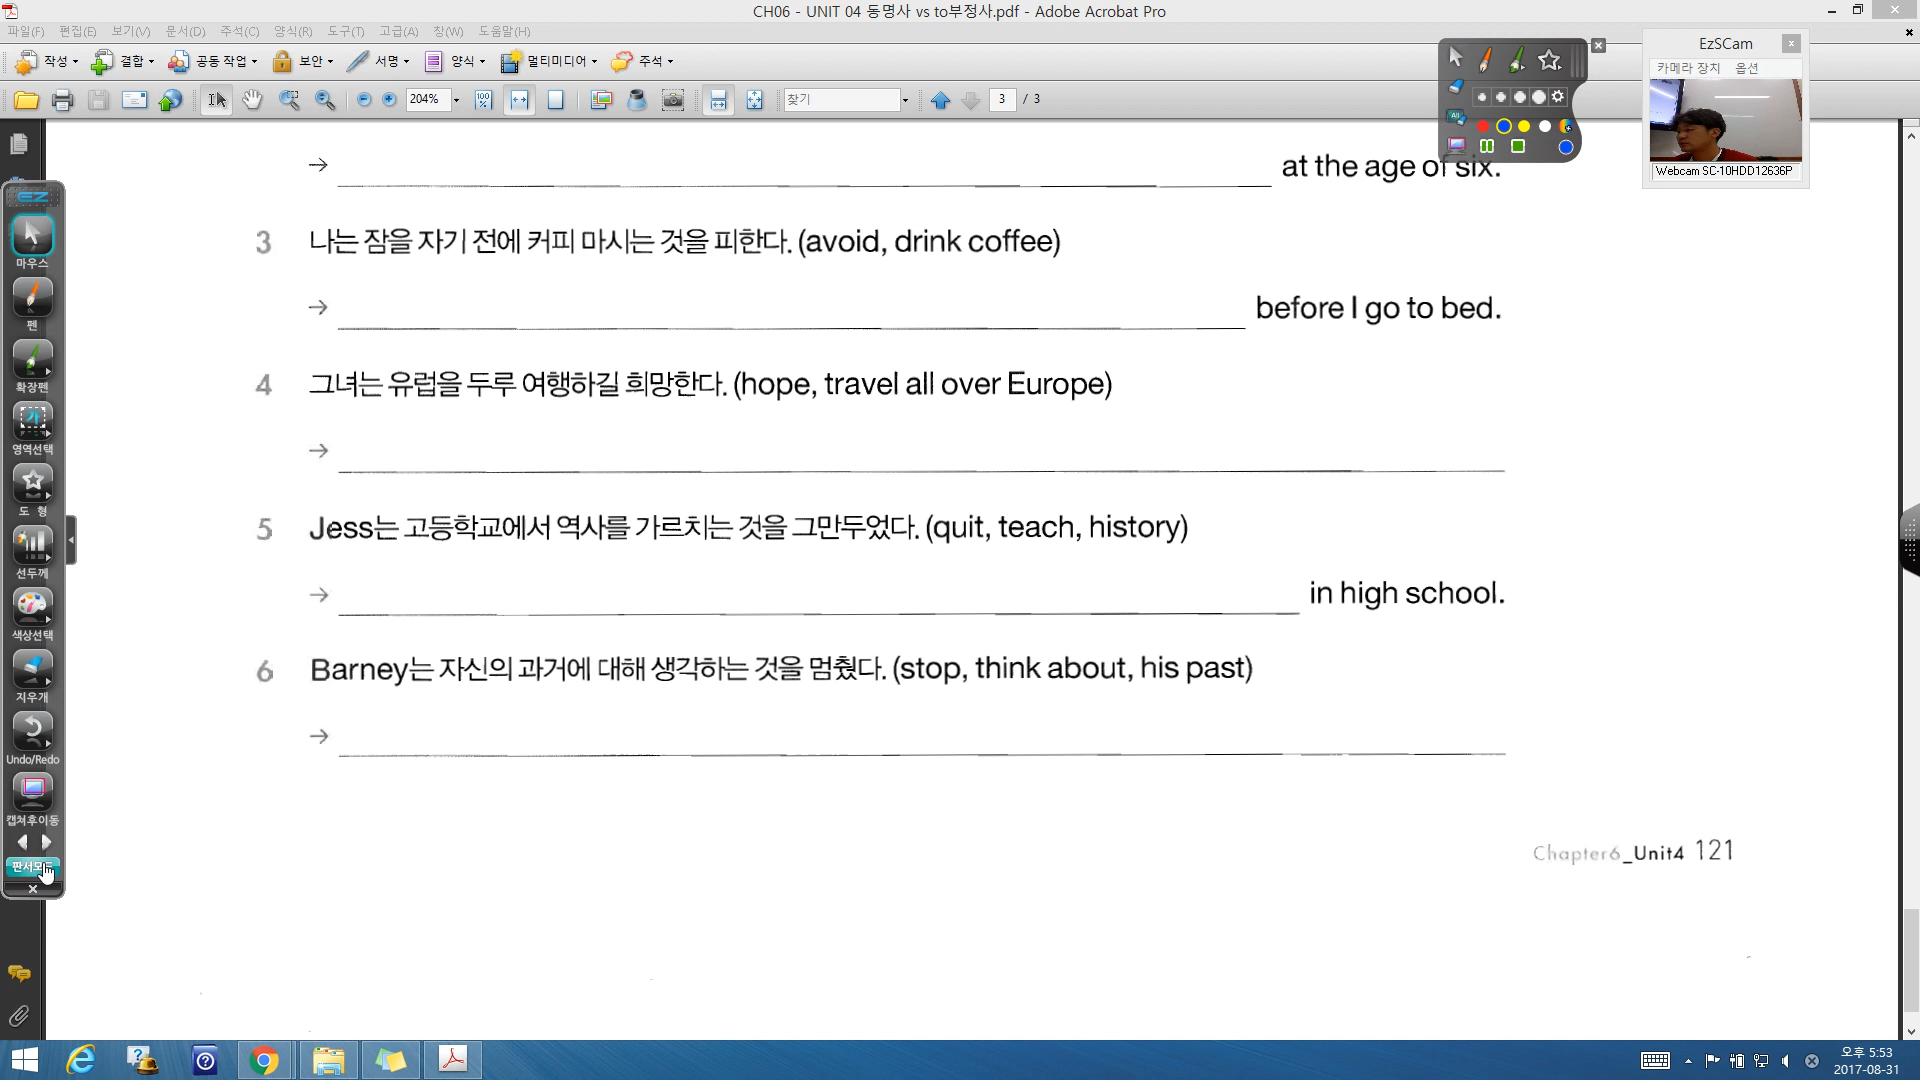 CH06 - UNIT 04 동명사 vs to부정사.pdf - Adobe Acrobat Pro
파일(F) 편집(E) 보기(V) 문서(D) 주석(C) 양식(R) 도구(T) 고급(A) 창(W) 도움말(H)
작성 결합 공동 작업 보안 서명 양식 멀티미디어 주석
204% 찾기 3 / 3
EzSCam
카메라 장치 옵션
Webcam SC-10HDD12636P
→ at the age of six.
3 나는 잠을 자기 전에 커피 마시는 것을 피한다. (avoid, drink coffee)
→ before I go to bed.
4 그녀는 유럽을 두루 여행하길 희망한다. (hope, travel all over Europe)
→
5 Jess는 고등학교에서 역사를 가르치는 것을 그만두었다. (quit, teach, history)
→ in high school.
6 Barney는 자신의 과거에 대해 생각하는 것을 멈췄다. (stop, think about, his past)
→
Chapter6_Unit4 121
EZ
마우스
펜
확장펜
영역선택
도 형
선두께
색상선택
지우개
Undo/Redo
캡쳐후이동
오후 5:53
2017-08-31